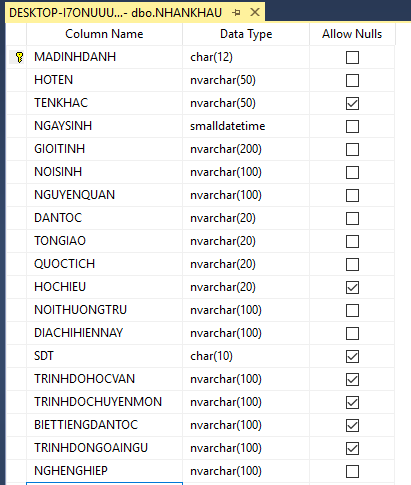 DESKTOP-I7ONUUU...- dbo.NHANKHAU
Column Name Data Type Allow Nulls
MADINHDANH char(12)
HOTEN nvarchar(50)
TENKHAC nvarchar(50)
NGAYSINH smalldatetime
GIOITINH nvarchar(200)
NOISINH nvarchar(100)
NGUYENQUAN nvarchar(100)
DANTOC nvarchar(20)
TONGIAO nvarchar(20)
QUOCTICH nvarchar(20)
HOCHIEU nvarchar(20)
NOITHUONGTRU nvarchar(100)
DIACHIHIENNAY nvarchar(100)
SDT char(10)
TRINHDOHOCVAN nvarchar(100)
TRINHDOCHUYENMON nvarchar(100)
BIETTIENGDANTOC nvarchar(100)
TRINHDONGOAINGU nvarchar(100)
NGHENGHIEP nvarchar(100)